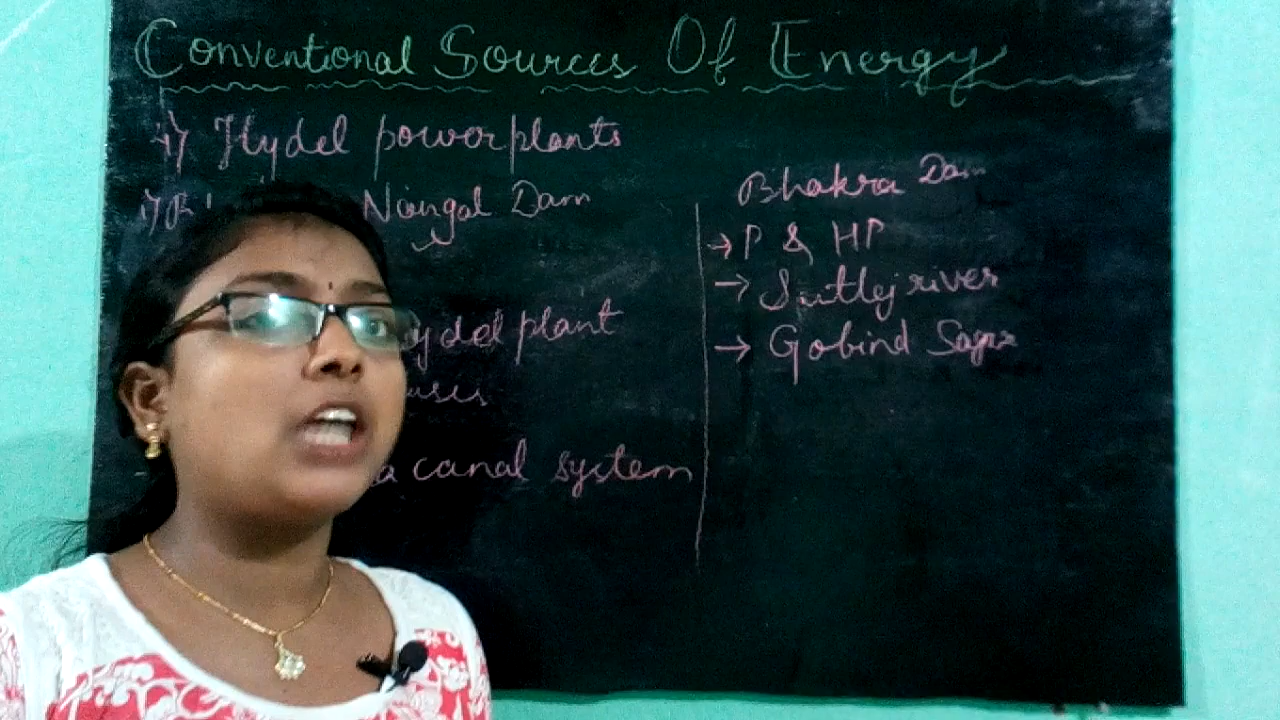 Conventional Sources Of Energy
i) Hydel powerplants
i) Nangal Dam
ydel plant
uses
a canal system
Bhakra Dam
→ P & HP
→ Sutlej river
→ Gobind Sagar